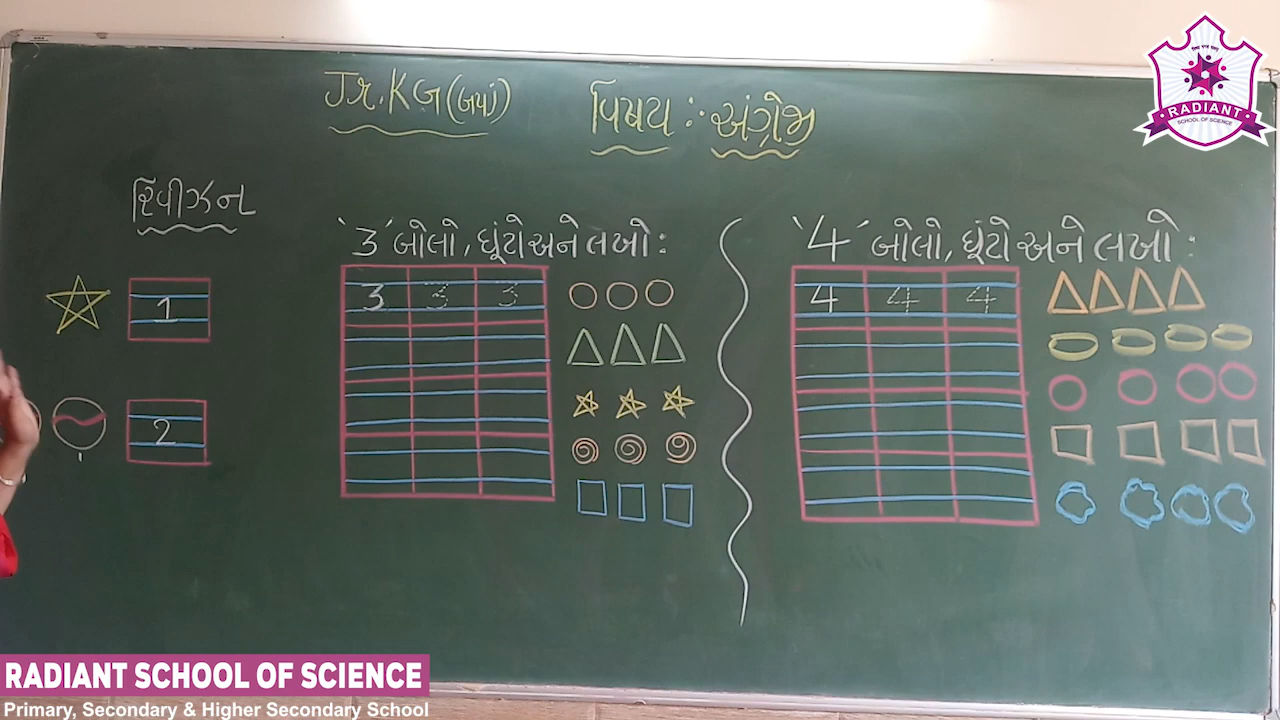 Jr. KG (બપાં)
વિષય :- અંગ્રેજી
રિવીઝન
1
2
'3' બોલો, ઘૂંટો અને લખો :
3 3 3
'4' બોલો, ઘૂંટો અને લખો :
4 4 4
RADIANT
SCHOOL OF SCIENCE
RADIANT SCHOOL OF SCIENCE
Primary, Secondary & Higher Secondary School